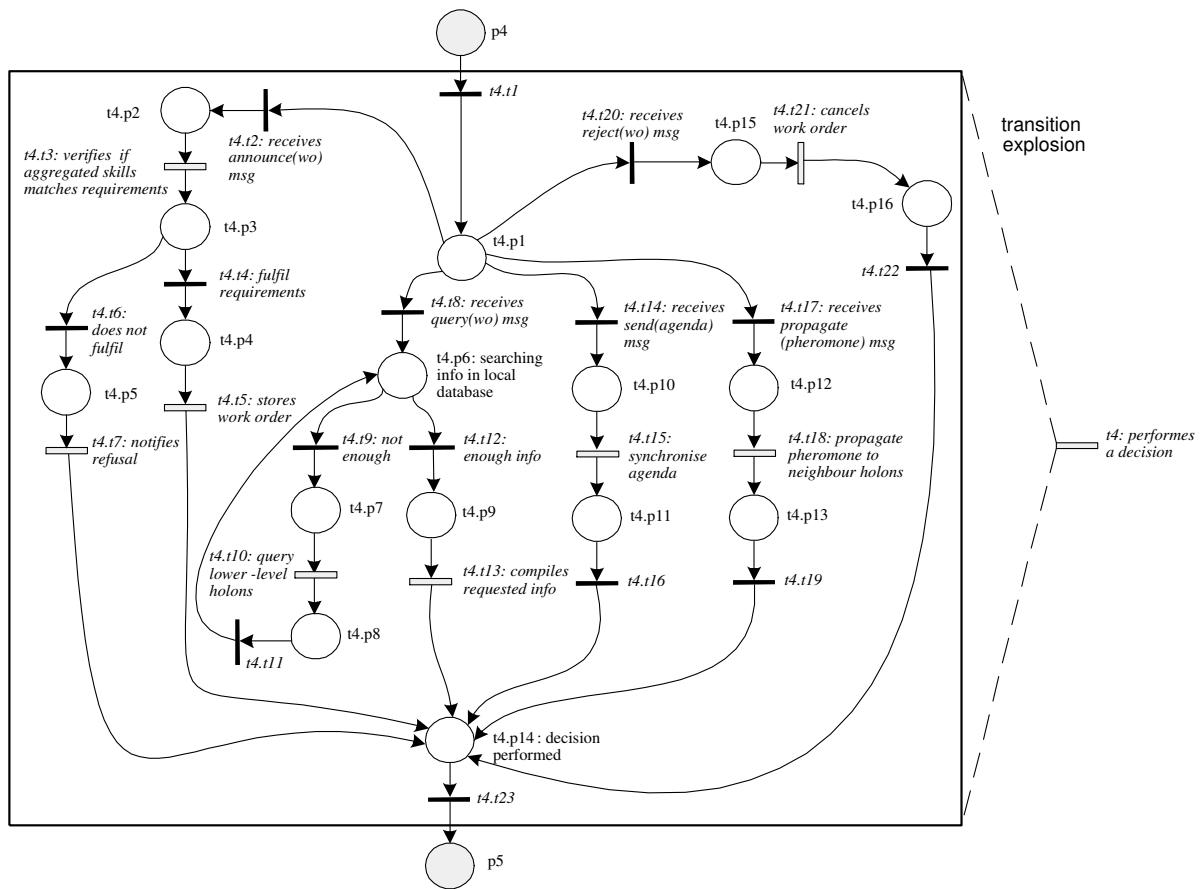 p4
t4.t1
t4.p2
t4.t2: receives
announce(wo)
msg
t4.t3: verifies if
aggregated skills
matches requirements
t4.t20: receives
reject(wo) msg
t4.p15
t4.t21: cancels
work order
transition
explosion
t4.p16
t4.t22
t4.p3
t4.p1
t4.t4: fulfil
requirements
t4.t6:
does not
fulfil
t4.p4
t4.p5
t4.t5: stores
work order
t4.t7: notifies
refusal
t4.t8: receives
query(wo) msg
t4.p6: searching
info in local
database
t4.t9: not
enough
t4.t12:
enough info
t4.p7
t4.p9
t4.t10: query
lower -level
holons
t4.t13: compiles
requested info
t4.p8
t4.t11
t4.t14: receives
send(agenda)
msg
t4.p10
t4.t15:
synchronise
agenda
t4.p11
t4.t16
t4.t17: receives
propagate
(pheromone) msg
t4.p12
t4.t18: propagate
pheromone to
neighbour holons
t4.p13
t4.t19
t4: performes
a decision
t4.p14 : decision
performed
t4.t23
p5